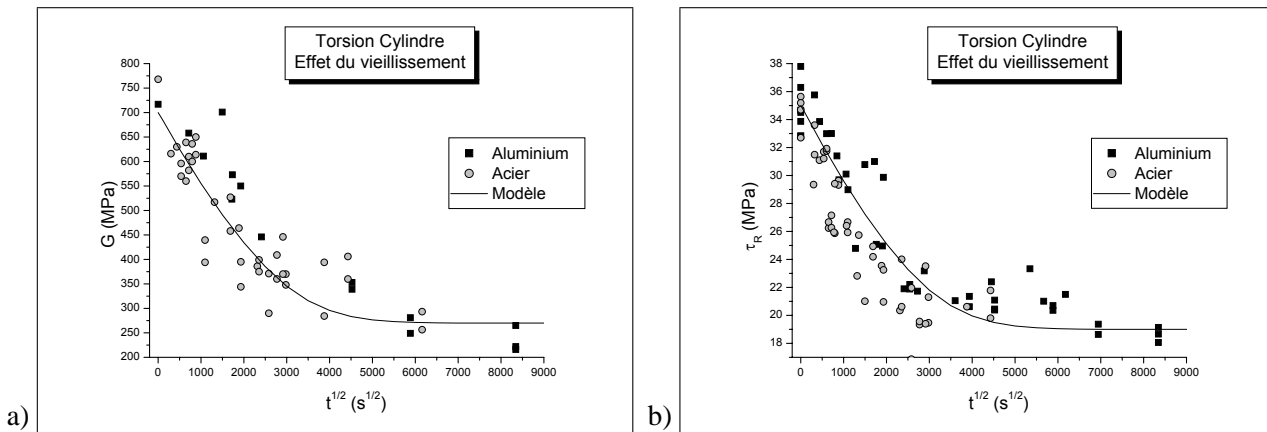 Torsion Cylindre
Effet du vieillissement
800
750
700
650
600
550
500
450
400
350
300
250
200
G (MPa)
Aluminium
Acier
Modèle
0 1000 2000 3000 4000 5000 6000 7000 8000 9000
t^{1/2} (s^{1/2})
a)
Torsion Cylindre
Effet du vieillissement
38
36
34
32
30
28
26
24
22
20
18
τ_R (MPa)
Aluminium
Acier
Modèle
0 1000 2000 3000 4000 5000 6000 7000 8000 9000
t^{1/2} (s^{1/2})
b)